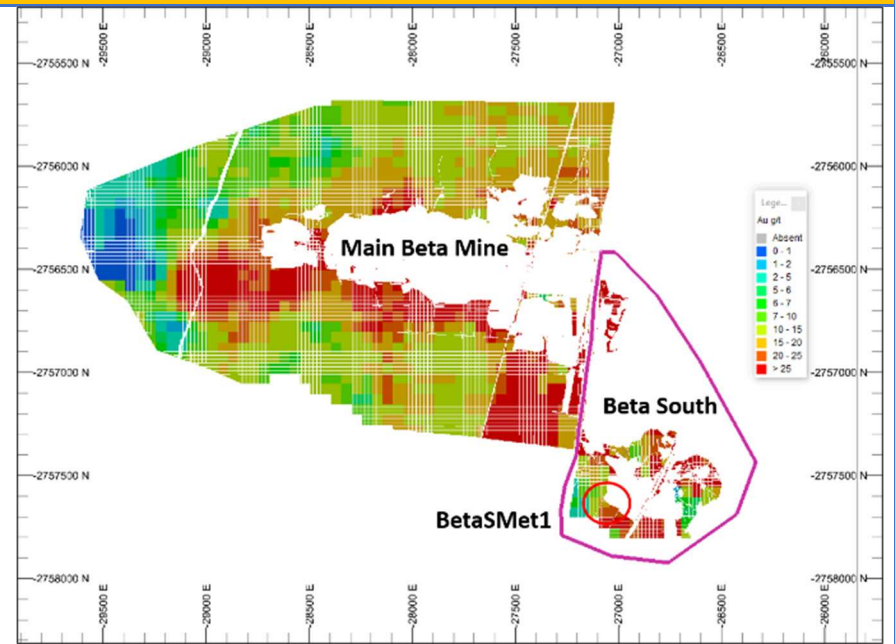 -29500 E -29000 E -28500 E -28000 E -27500 E -27000 E -26500 E -26000 E
-2755500 N -2755500 N
-2756000 N -2756000 N
Lege...
Au g/t
Absent
0 - 1
1 - 2
2 - 5
5 - 6
6 - 7
7 - 10
10 - 15
15 - 20
20 - 25
> 25
Main Beta Mine
-2756500 N -2756500 N
-2757000 N -2757000 N
Beta South
-2757500 N -2757500 N
BetaSMet1
-2758000 N -2758000 N
-29500 E -29000 E -28500 E -28000 E -27500 E -27000 E -26500 E -26000 E